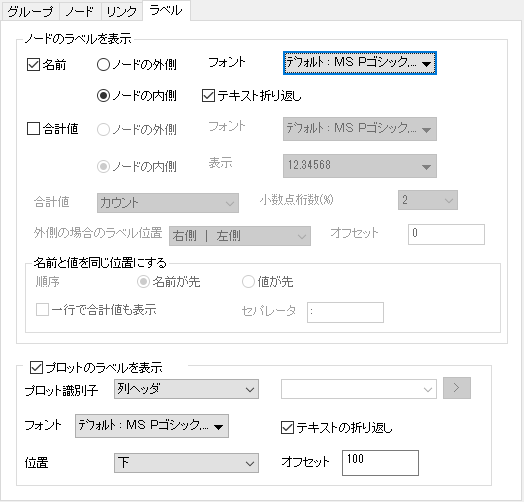 グループ ノード リンク ラベル
ノードのラベルを表示
名前 ノードの外側 フォント デフォルト : MS Pゴシック,...
ノードの内側 テキスト折り返し
合計値 ノードの外側 フォント デフォルト : MS Pゴシック,...
ノードの内側 表示 12.34568
合計値 カウント 小数点桁数(%) 2
外側の場合のラベル位置 右側 | 左側 オフセット 0
名前と値を同じ位置にする
順序 名前が先 値が先
一行で合計値も表示 セパレータ :
プロットのラベルを表示
プロット識別子 列ヘッダ >
フォント デフォルト : MS Pゴシック,... テキストの折り返し
位置 下 オフセット 100